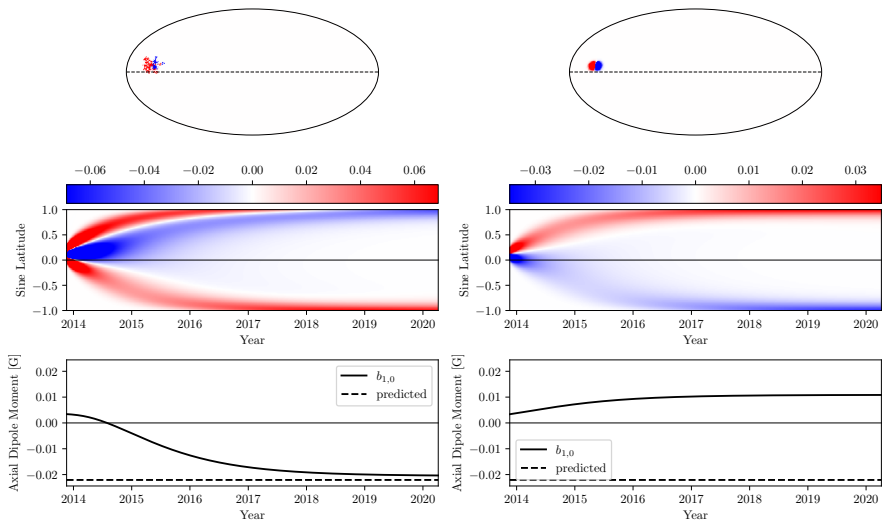 −0.06 −0.04 −0.02 0.00 0.02 0.04 0.06
1.0
0.5
0.0
−0.5
−1.0
Sine Latitude
2014 2015 2016 2017 2018 2019 2020
Year
0.02
0.01
0.00
−0.01
−0.02
Axial Dipole Moment [G]
b1,0
predicted
2014 2015 2016 2017 2018 2019 2020
Year
−0.03 −0.02 −0.01 0.00 0.01 0.02 0.03
1.0
0.5
0.0
−0.5
−1.0
Sine Latitude
2014 2015 2016 2017 2018 2019 2020
Year
0.02
0.01
0.00
−0.01
−0.02
Axial Dipole Moment [G]
b1,0
predicted
2014 2015 2016 2017 2018 2019 2020
Year